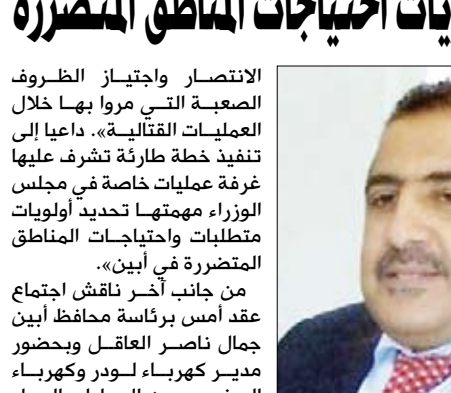 يات احتياجات المناطق المتضررة
الانتصار واجتياز الظروف
الصعبة التي مروا بها خلال
العمليات القتالية». داعيا إلى
تنفيذ خطة طارئة تشرف عليها
غرفة عمليات خاصة في مجلس
الوزراء مهمتها تحديد أولويات
متطلبات واحتياجات المناطق
المتضررة في أبين».
من جانب آخر ناقش اجتماع
عقد أمس برئاسة محافظ أبين
جمال ناصر العاقل وبحضور
مدير كهرباء لودر وكهرباء